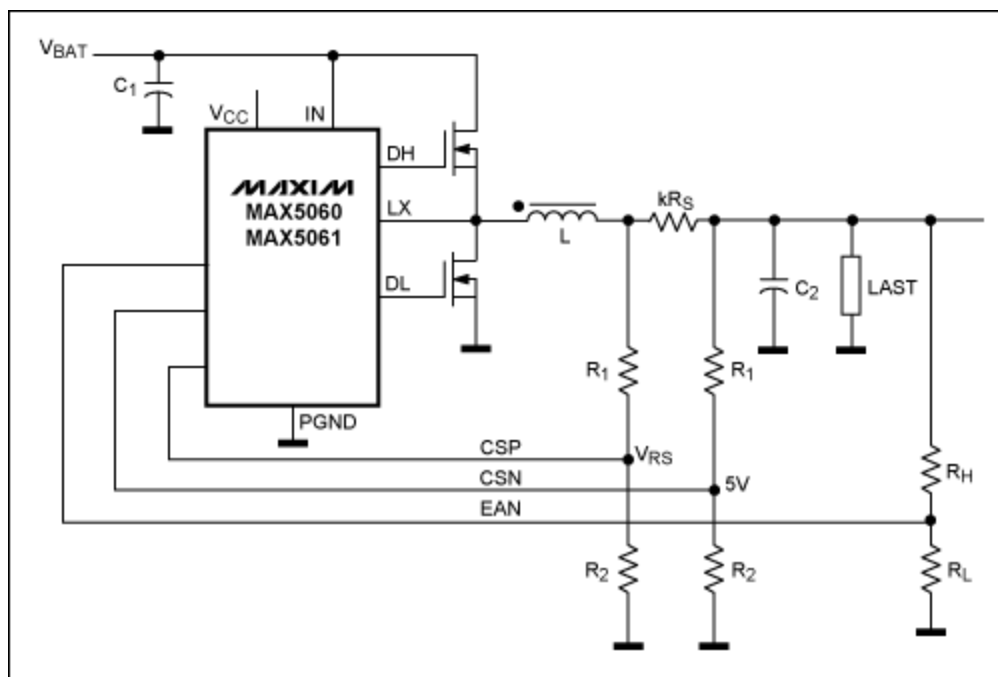 VBAT
C1
VCC
IN
DH
MAXIM
MAX5060
MAX5061
LX
kRS
L
DL
C2
LAST
R1
R1
PGND
CSP
VRS
CSN
5V
RH
EAN
R2
R2
RL